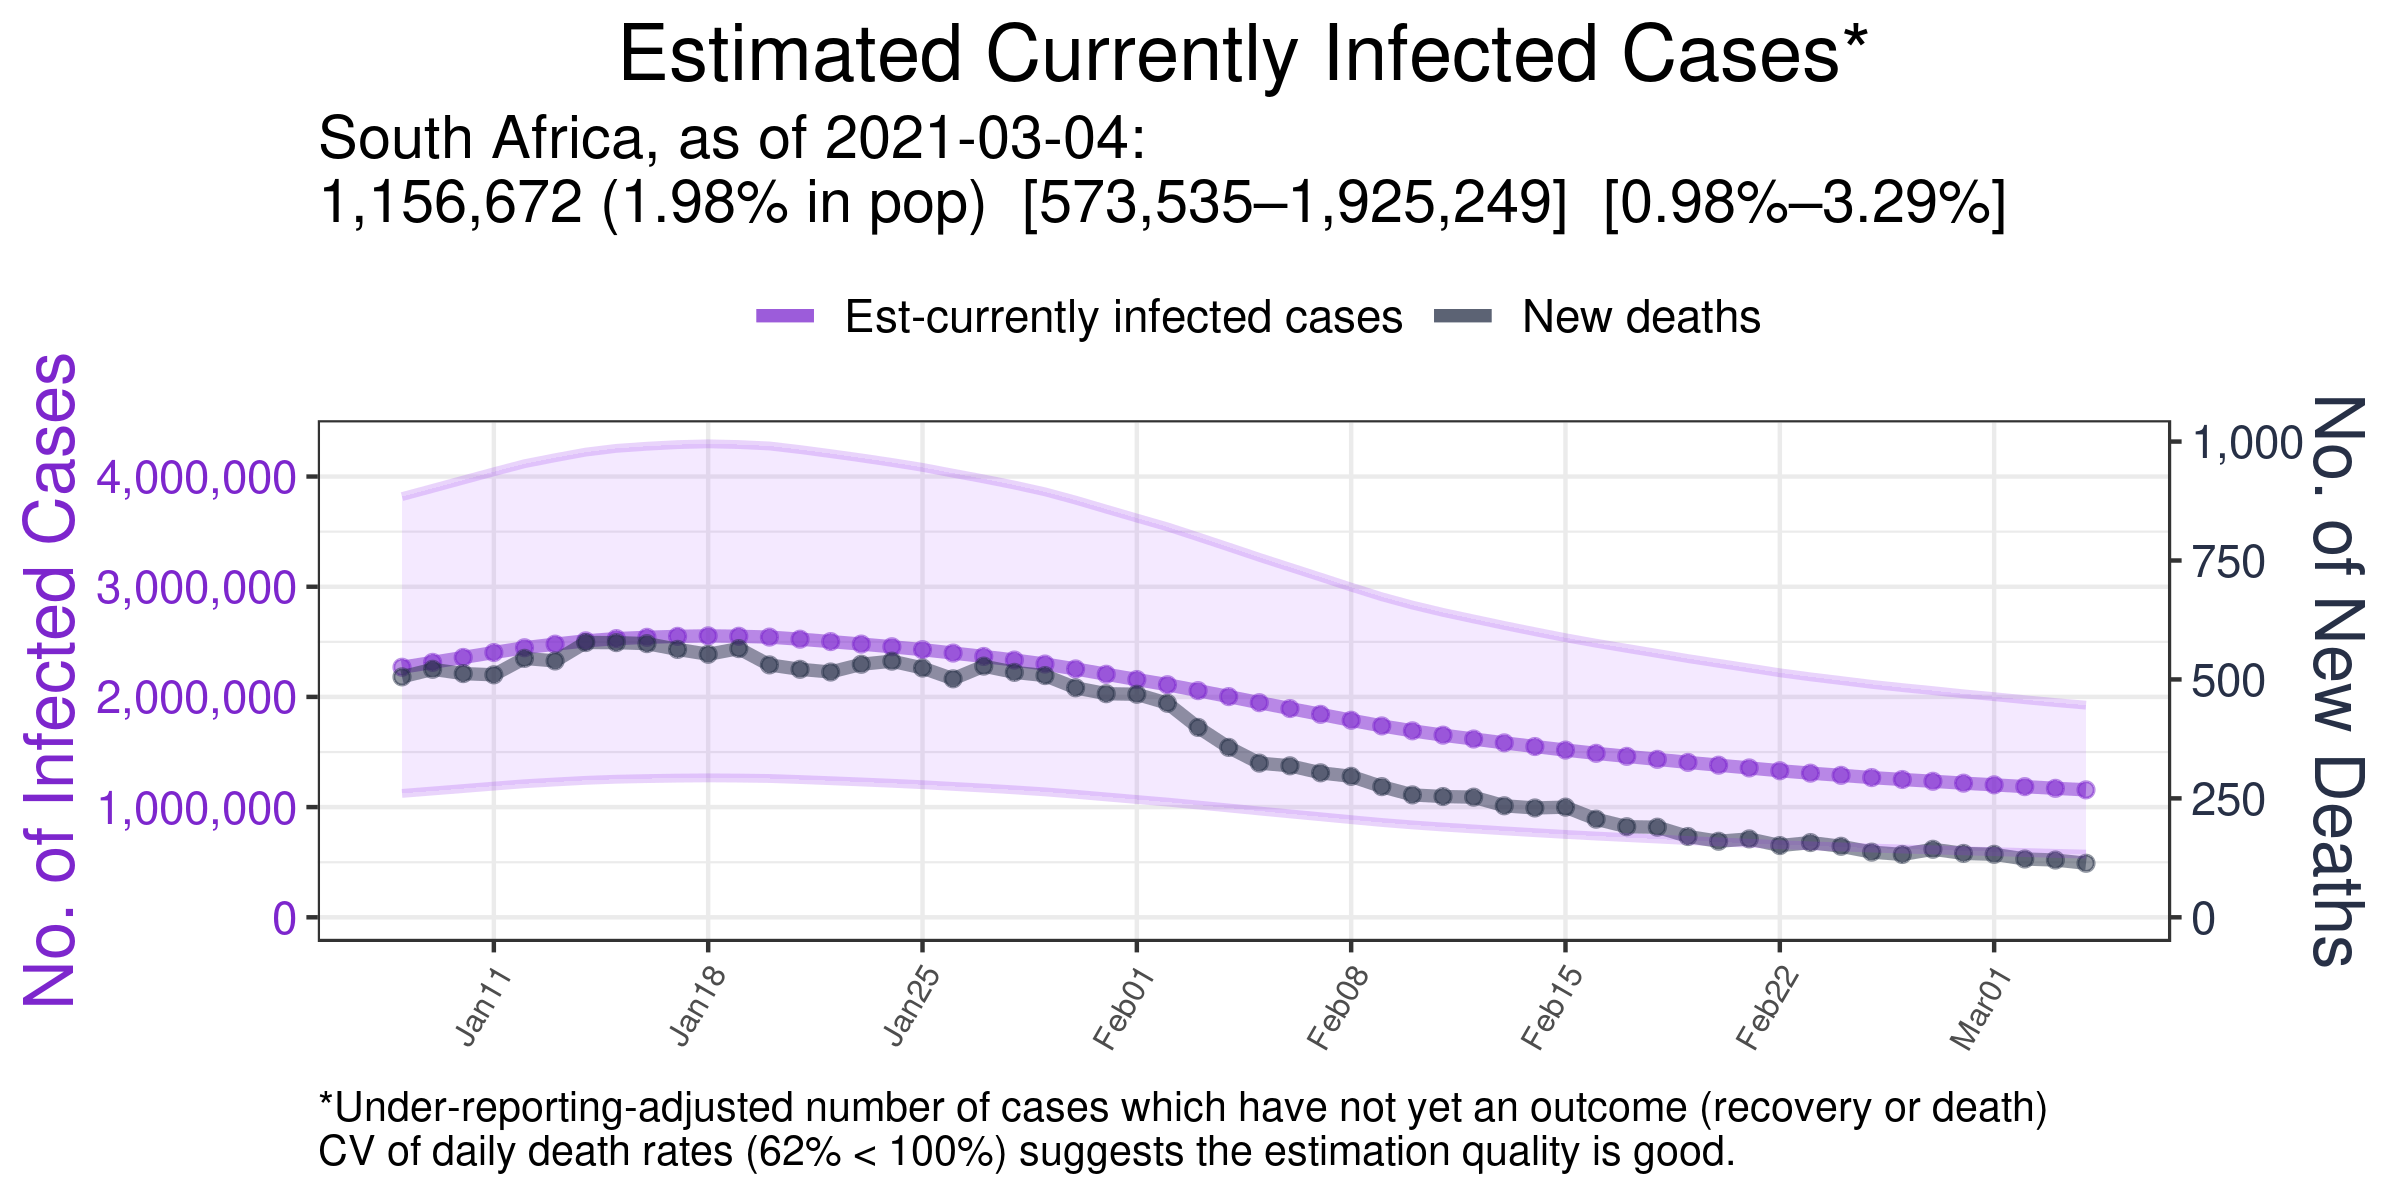 Estimated Currently Infected Cases*
South Africa, as of 2021-03-04:
1,156,672 (1.98% in pop) [573,535–1,925,249] [0.98%–3.29%]
Est-currently infected cases New deaths
No. of Infected Cases
4,000,000
3,000,000
2,000,000
1,000,000
0
1,000
750
500
250
0
No. of New Deaths
Jan11 Jan18 Jan25 Feb01 Feb08 Feb15 Feb22 Mar01
*Under-reporting-adjusted number of cases which have not yet an outcome (recovery or death)
CV of daily death rates (62% < 100%) suggests the estimation quality is good.